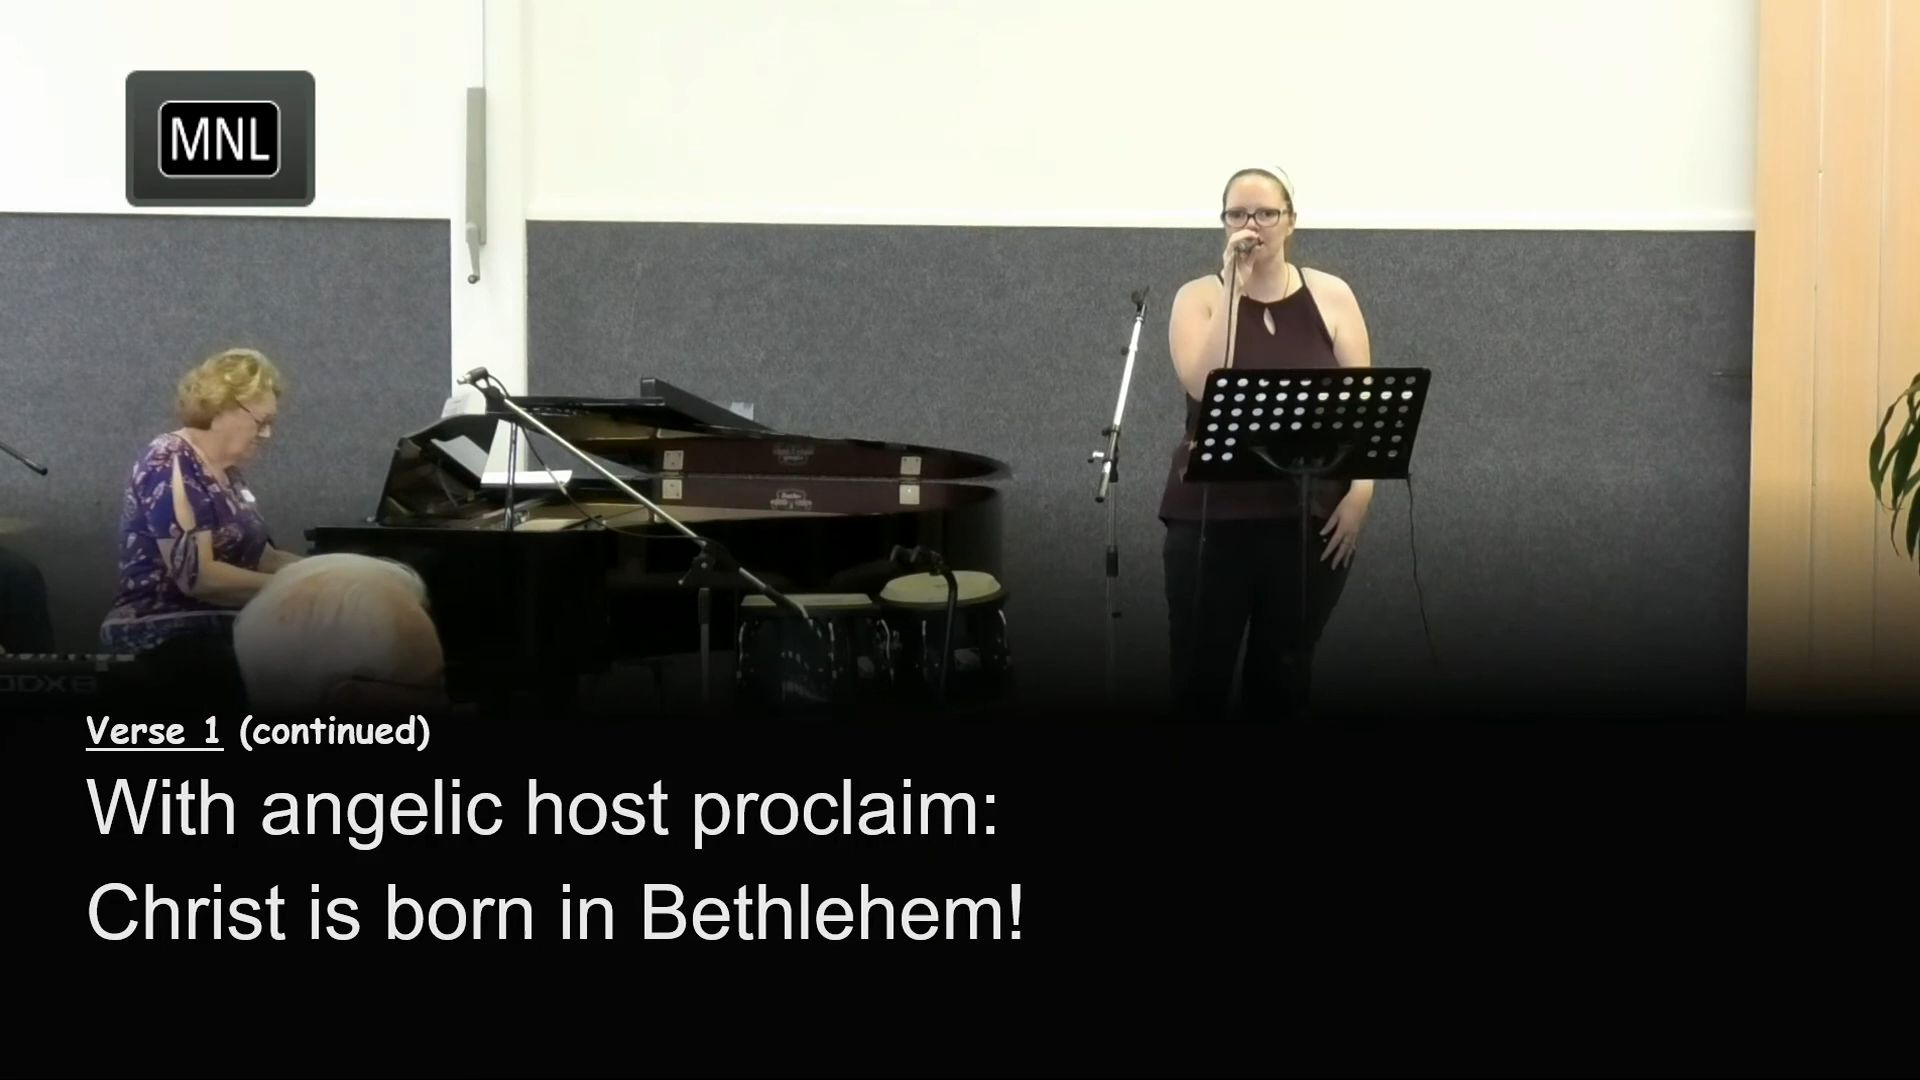 MNL
Verse 1 (continued)
With angelic host proclaim:
Christ is born in Bethlehem!